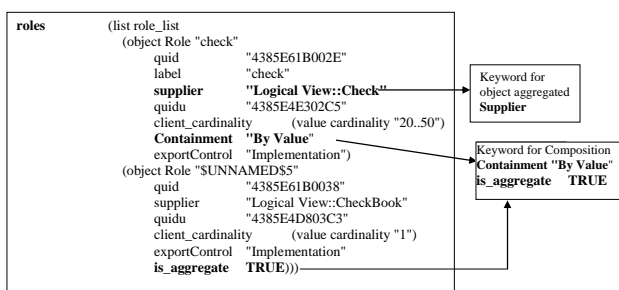 roles (list role_list
(object Role "check"
quid "4385E61B002E"
label "check"
supplier "Logical View::Check"
quidu "4385E4E302C5"
client_cardinality (value cardinality "20..50")
Containment "By Value"
exportControl "Implementation")
(object Role "$UNNAMED$5"
quid "4385E61B0038"
supplier "Logical View::CheckBook"
quidu "4385E4D803C3"
client_cardinality (value cardinality "1")
exportControl "Implementation"
is_aggregate TRUE)))
Keyword for
object aggregated
Supplier
Keyword for Composition
Containment "By Value"
is_aggregate TRUE